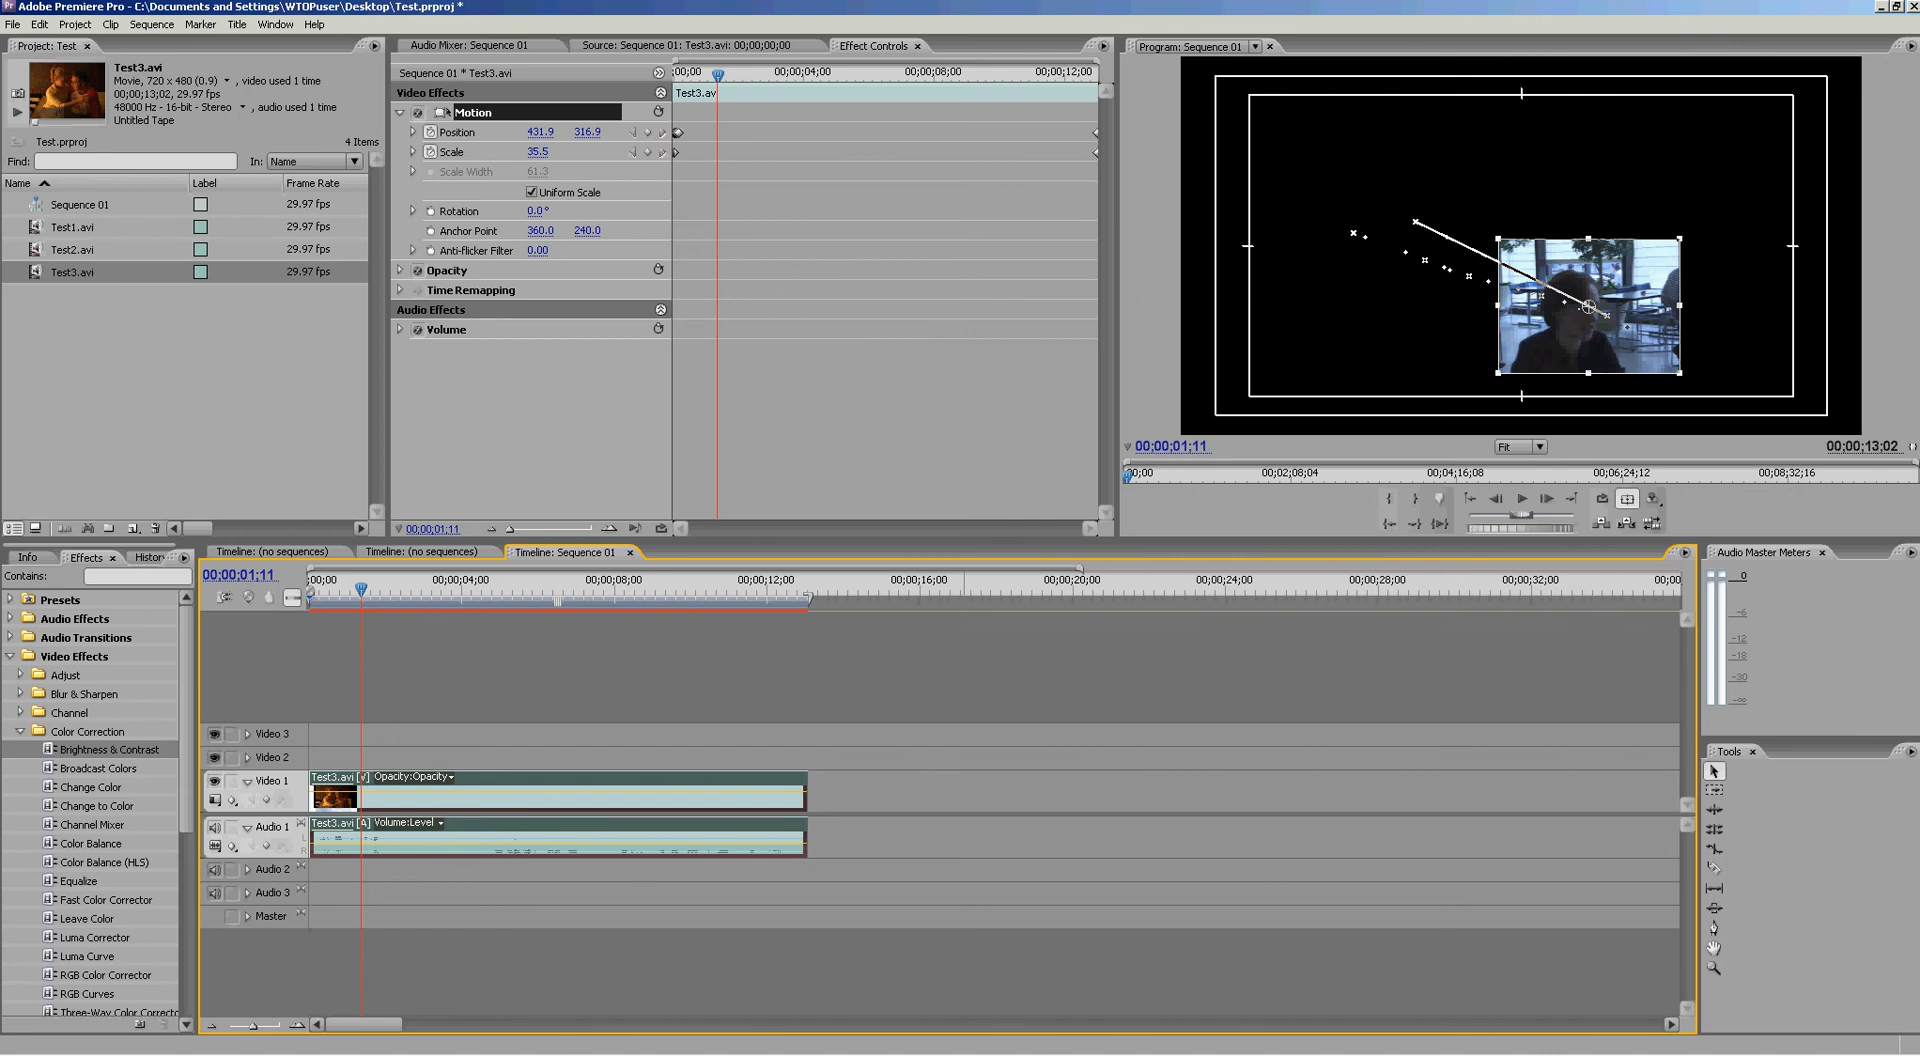 Adobe Premiere Pro - C:\Documents and Settings\WTOPuser\Desktop\Test.prproj *
File Edit Project Clip Sequence Marker Title Window Help
Project: Test
Test3.avi
Movie, 720 x 480 (0.9) , video used 1 time
00;00;13;02, 29.97 fps
48000 Hz - 16-bit - Stereo , audio used 1 time
Untitled Tape
Test.prproj 4 Items
Find: In: Name
Name Label Frame Rate
Sequence 01 29.97 fps
Test1.avi 29.97 fps
Test2.avi 29.97 fps
Test3.avi 29.97 fps
Audio Mixer: Sequence 01 Source: Sequence 01: Test3.avi: 00;00;00;00 Effect Controls
Sequence 01 * Test3.avi
;00;00 00;00;04;00 00;00;08;00 00;00;12;00
Video Effects Test3.av
Motion
Position 431.9 316.9
Scale 35.5
Scale Width 61.3
Uniform Scale
Rotation 0.0°
Anchor Point 360.0 240.0
Anti-flicker Filter 0.00
Opacity
Time Remapping
Audio Effects
Volume
00;00;01;11
Program: Sequence 01
00;00;01;11 Fit 00;00;13;02
00;00 00;02;08;04 00;04;16;08 00;06;24;12 00;08;32;16
Info Effects Histor
Contains:
Presets
Audio Effects
Audio Transitions
Video Effects
Adjust
Blur & Sharpen
Channel
Color Correction
Brightness & Contrast
Broadcast Colors
Change Color
Change to Color
Channel Mixer
Color Balance
Color Balance (HLS)
Equalize
Fast Color Corrector
Leave Color
Luma Corrector
Luma Curve
RGB Color Corrector
RGB Curves
Three-Way Color Correcto
Timeline: (no sequences) Timeline: (no sequences) Timeline: Sequence 01
00;00;01;11
;00;00 00;00;04;00 00;00;08;00 00;00;12;00 00;00;16;00 00;00;20;00 00;00;24;00 00;00;28;00 00;00;32;00 00;00
Video 3
Video 2
Video 1 Test3.avi [V] Opacity:Opacity
Audio 1 Test3.avi [A] Volume:Level
L
R
Audio 2
Audio 3
Master
Audio Master Meters
0
-6
-12
-18
-30
-∞
Tools